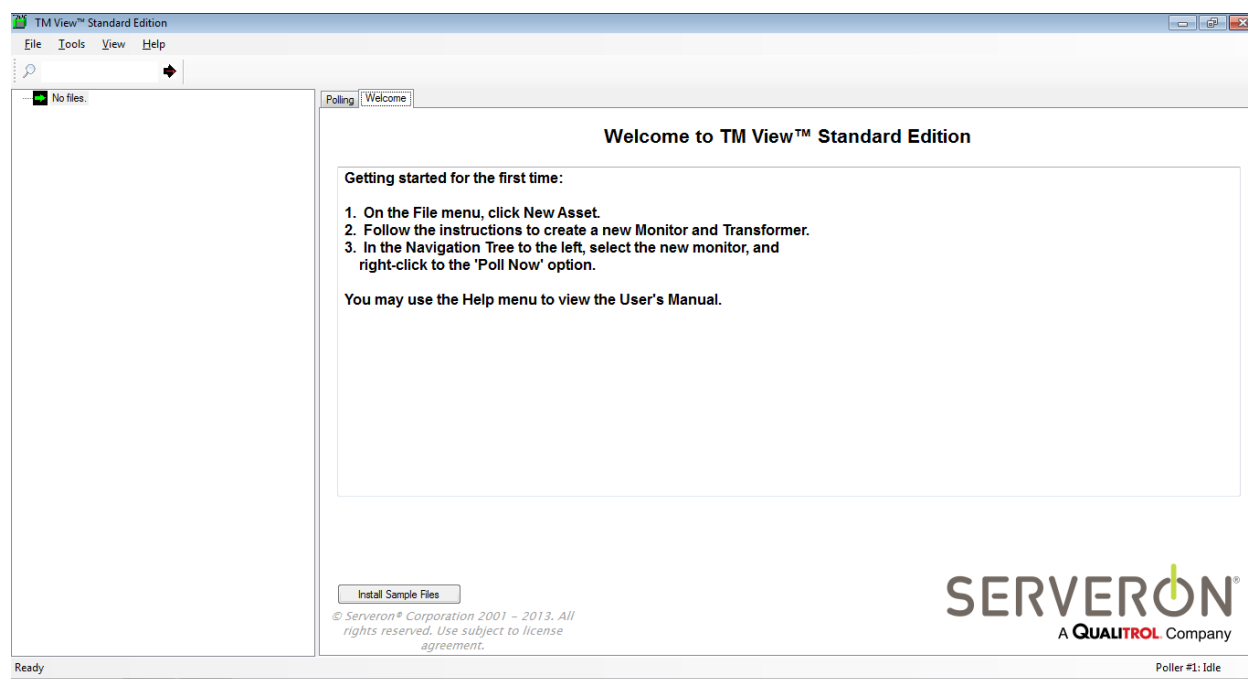 TM View™ Standard Edition
File Tools View Help
No files.
Polling Welcome
Welcome to TM View™ Standard Edition
Getting started for the first time:
1. On the File menu, click New Asset.
2. Follow the instructions to create a new Monitor and Transformer.
3. In the Navigation Tree to the left, select the new monitor, and
right-click to the 'Poll Now' option.
You may use the Help menu to view the User's Manual.
Install Sample Files
© Serveron® Corporation 2001 – 2013. All
rights reserved. Use subject to license
agreement.
SERVERON®
A QUALITROL Company
Ready
Poller #1: Idle